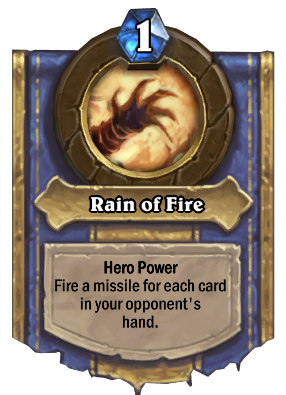 1
Rain of Fire
Hero Power
Fire a missile for each card
in your opponent's
hand.